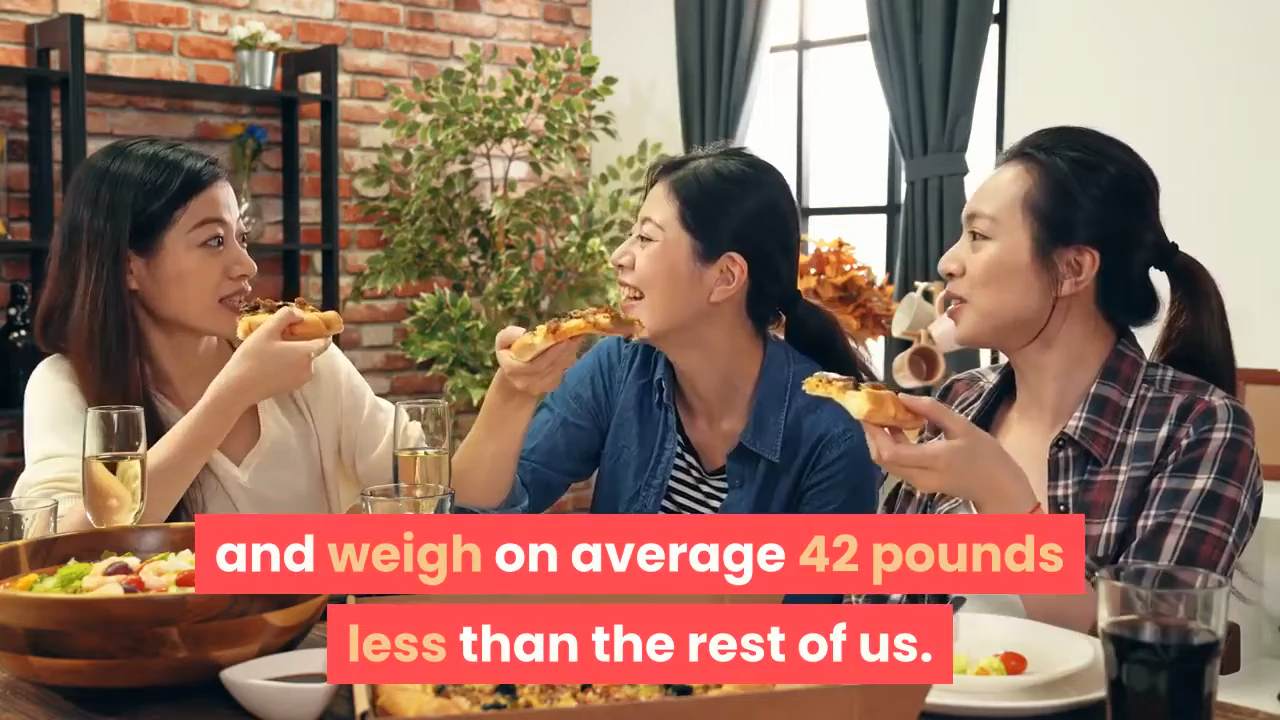 and weigh on average 42 pounds
less than the rest of us.